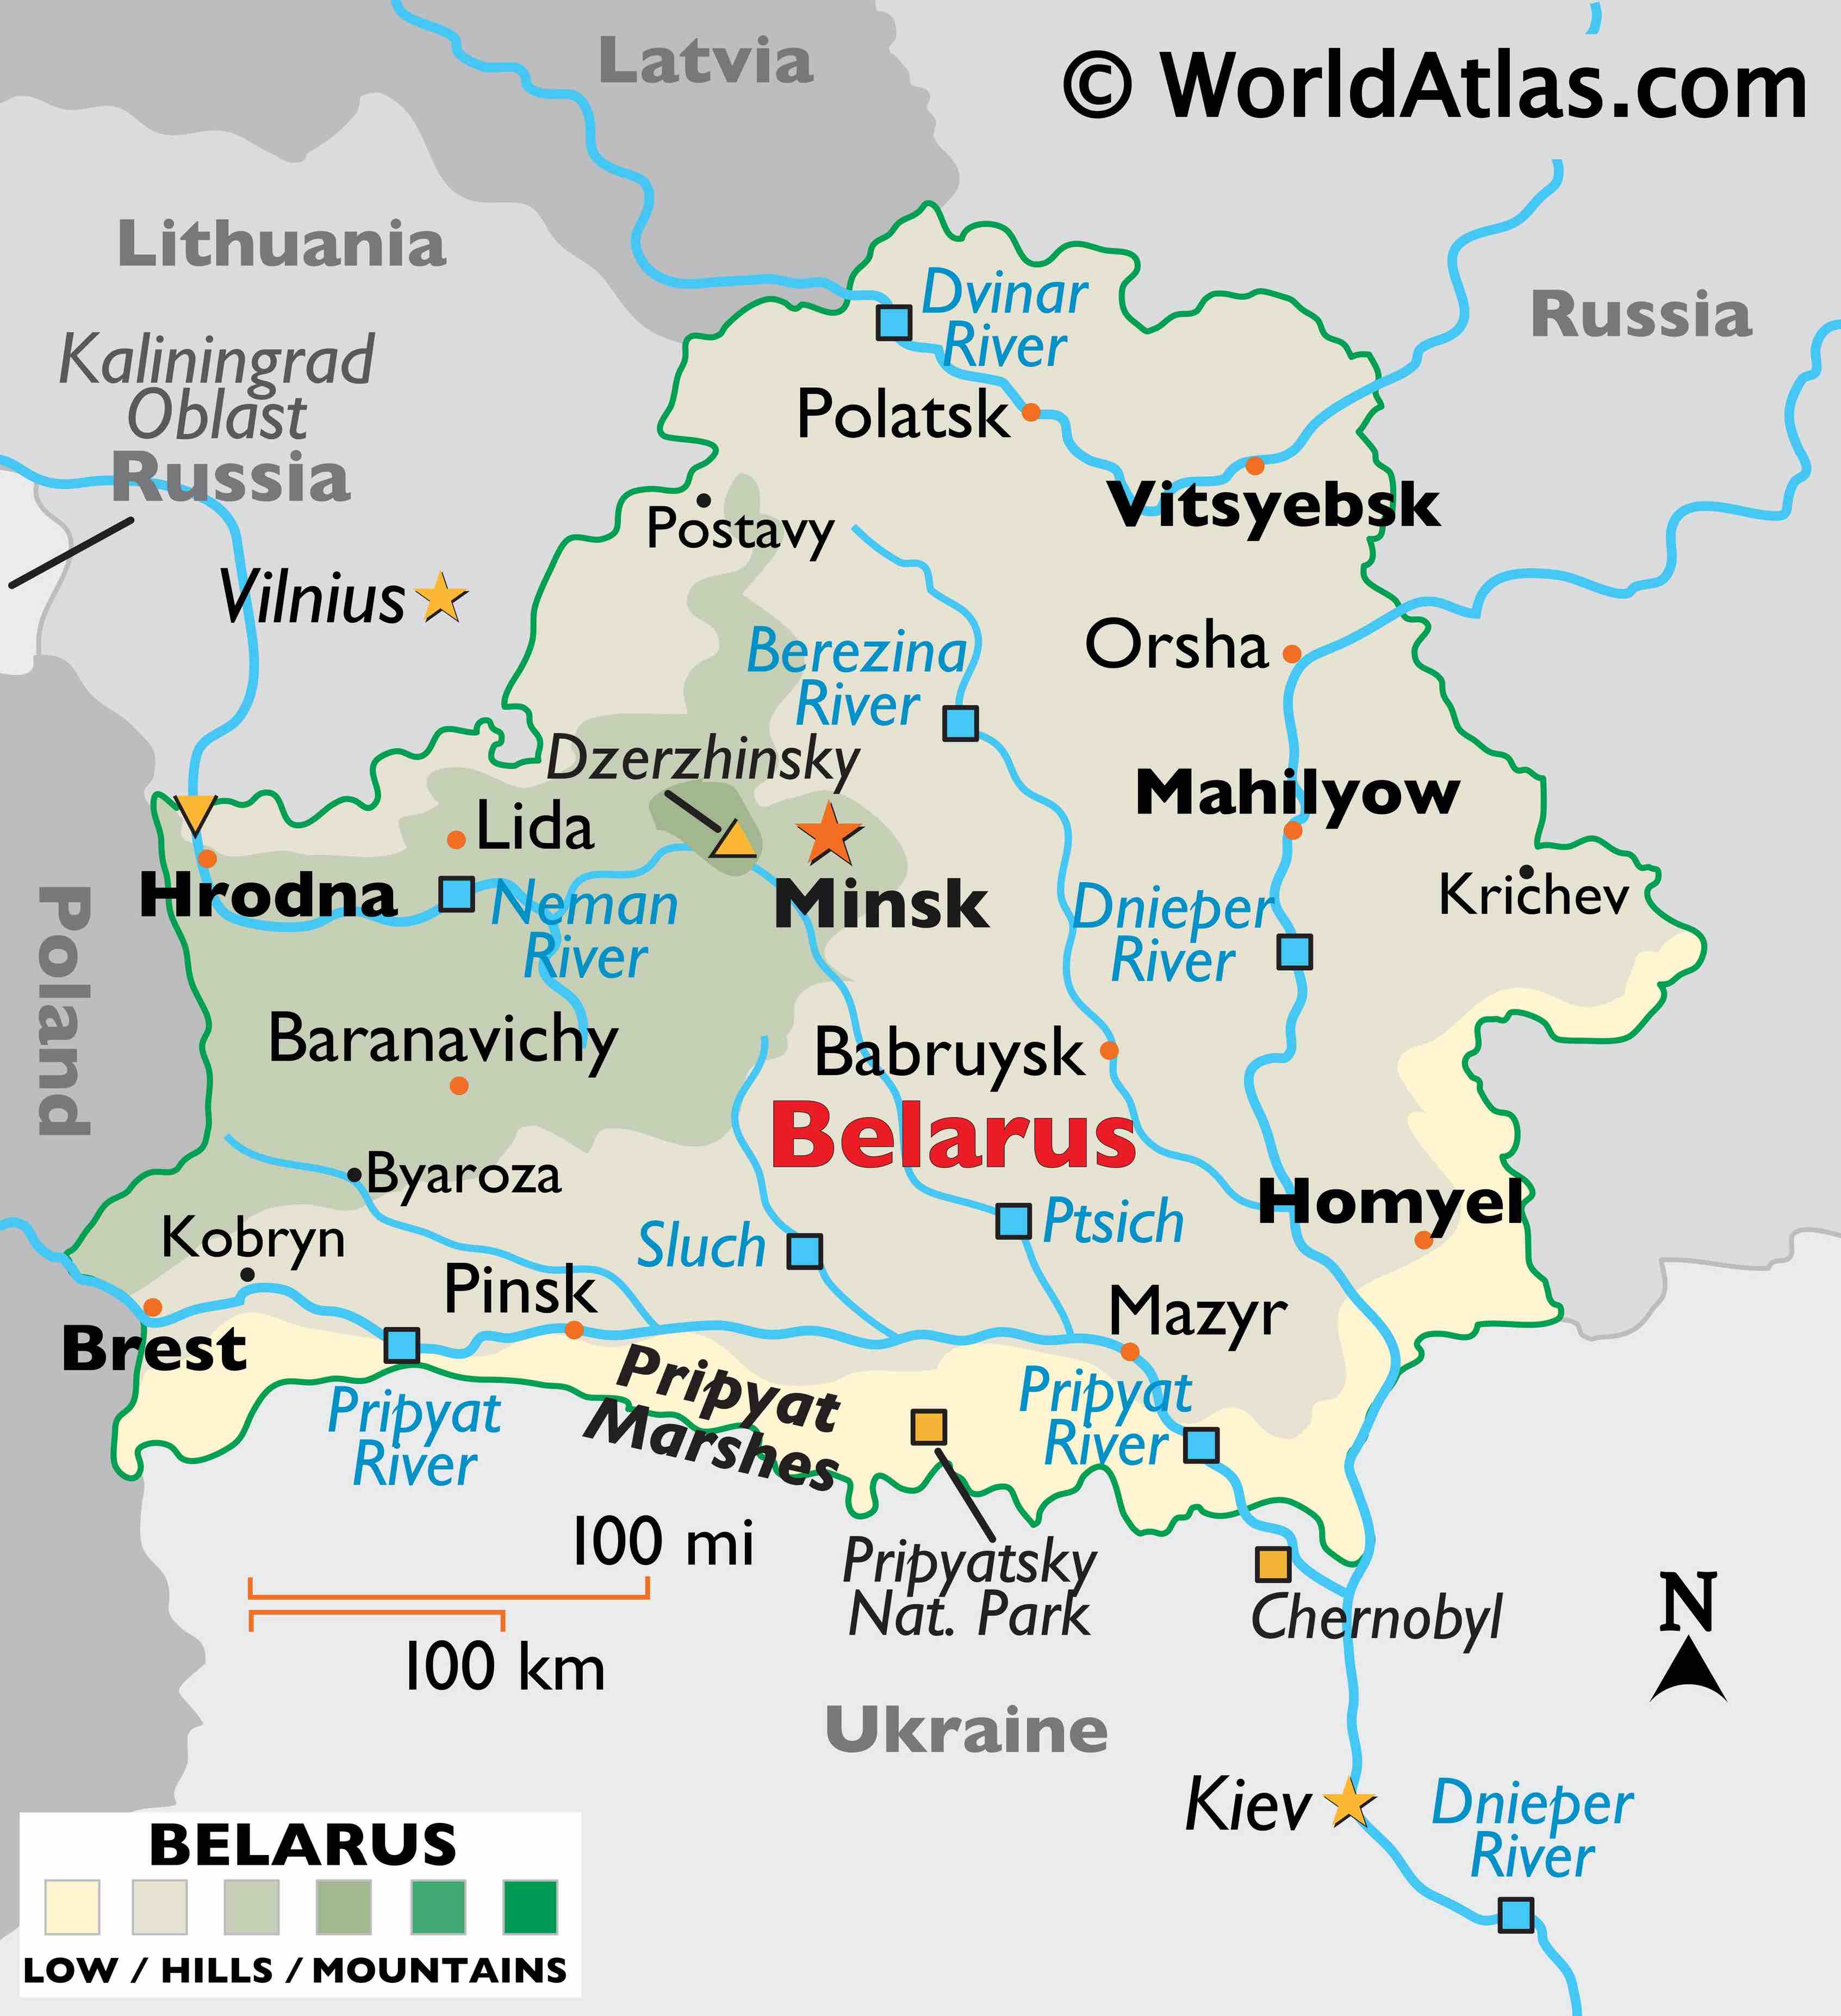 Latvia
© WorldAtlas.com
Lithuania
Dvinar
River
Russia
Kaliningrad
Oblast
Russia
Polatsk
Vitsyebsk
Postavy
Vilnius
Berezina
River
Orsha
Dzerzhinsky
Mahilyow
Lida
Hrodna
Neman
River
Minsk
Dnieper
River
Krichev
Poland
Baranavichy
Babruysk
Belarus
Byaroza
Kobryn
Sluch
Ptsich
Homyel
Pinsk
Mazyr
Brest
Pripyat
River
Pripyat
Marshes
Pripyat
River
100 mi
100 km
Pripyatsky
Nat. Park
Chernobyl
N
Ukraine
Kiev
Dnieper
River
BELARUS
LOW / HILLS / MOUNTAINS